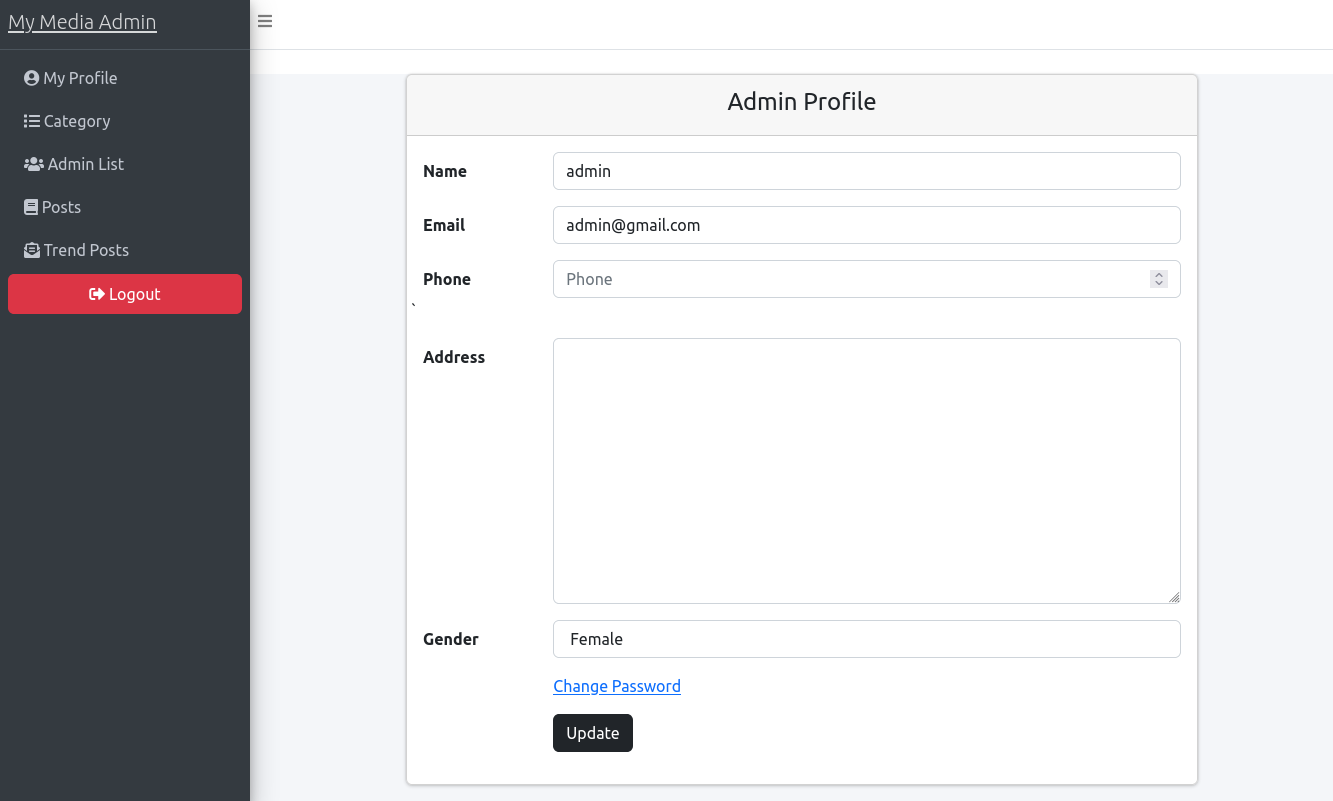 My Media Admin
My Profile
Category
Admin List
Posts
Trend Posts
Logout
Admin Profile
Name admin
Email admin@gmail.com
Phone Phone
`
Address
Gender Female
Change Password
Update